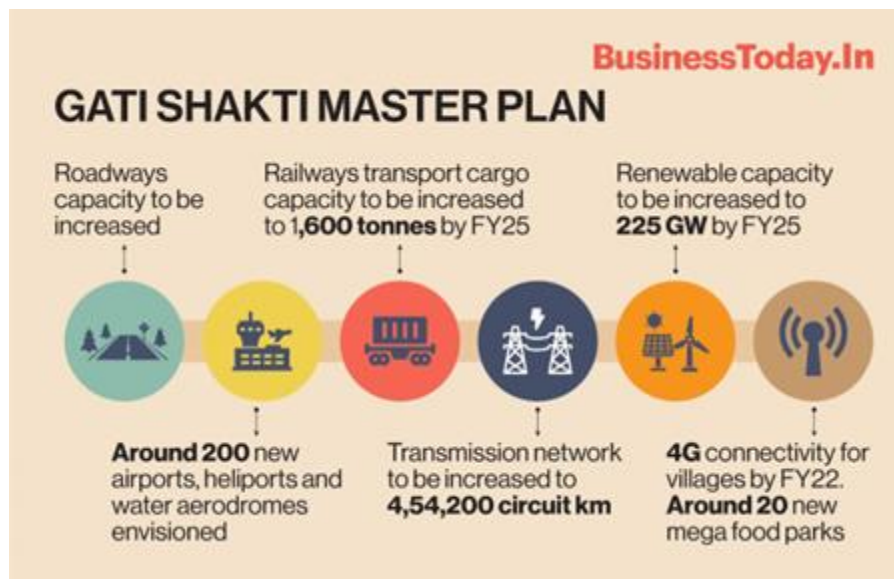 BusinessToday.In
GATI SHAKTI MASTER PLAN
Roadways
capacity to be
increased
Railways transport cargo
capacity to be increased
to 1,600 tonnes by FY25
Renewable capacity
to be increased to
225 GW by FY25
Around 200 new
airports, heliports and
water aerodromes
envisioned
Transmission network
to be increased to
4,54,200 circuit km
4G connectivity for
villages by FY22.
Around 20 new
mega food parks